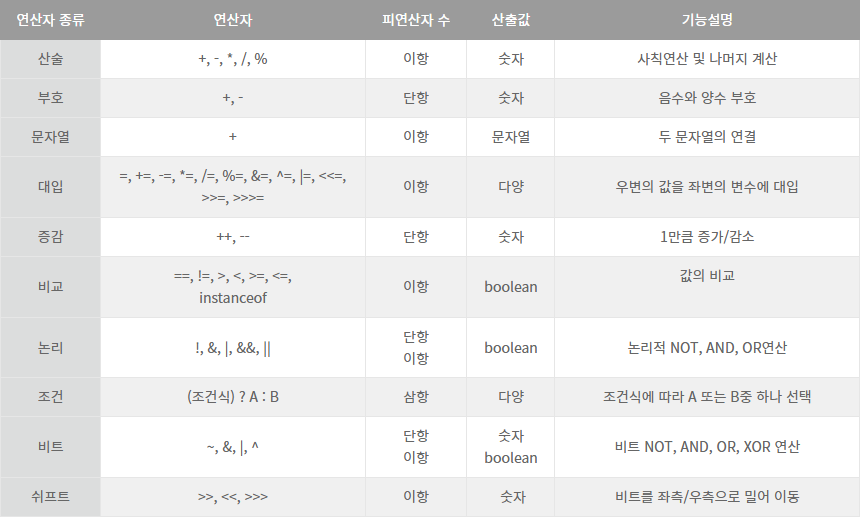 연산자 종류 연산자 피연산자 수 산출값 기능설명
산술 +, -, *, /, % 이항 숫자 사칙연산 및 나머지 계산
부호 +, - 단항 숫자 음수와 양수 부호
문자열 + 이항 문자열 두 문자열의 연결
대입 =, +=, -=, *=, /=, %=, &=, ^=, |=, <<=, >>=, >>>= 이항 다양 우변의 값을 좌변의 변수에 대입
증감 ++, -- 단항 숫자 1만큼 증가/감소
비교 ==, !=, >, <, >=, <=, instanceof 이항 boolean 값의 비교
논리 !, &, |, &&, || 단항 이항 boolean 논리적 NOT, AND, OR연산
조건 (조건식) ? A : B 삼항 다양 조건식에 따라 A 또는 B중 하나 선택
비트 ~, &, |, ^ 단항 이항 숫자 boolean 비트 NOT, AND, OR, XOR 연산
쉬프트 >>, <<, >>> 이항 숫자 비트를 좌측/우측으로 밀어 이동